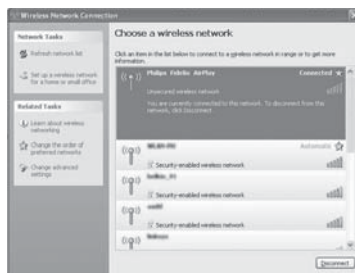 Wireless Network Connection
Network Tasks
Refresh network list
Set up a wireless network
for a home or small office
Related Tasks
Learn about wireless
networking
Change the order of
preferred networks
Change advanced
settings
Choose a wireless network
Click an item in the list below to connect to a wireless network in range or to get more
information.
Philips Fidelio AirPlay
Connected
Unsecured wireless network
You are currently connected to this network. To disconnect from the
network, click Disconnect.
Automatic
Security-enabled wireless network
Security-enabled wireless network
Security-enabled wireless network
Disconnect